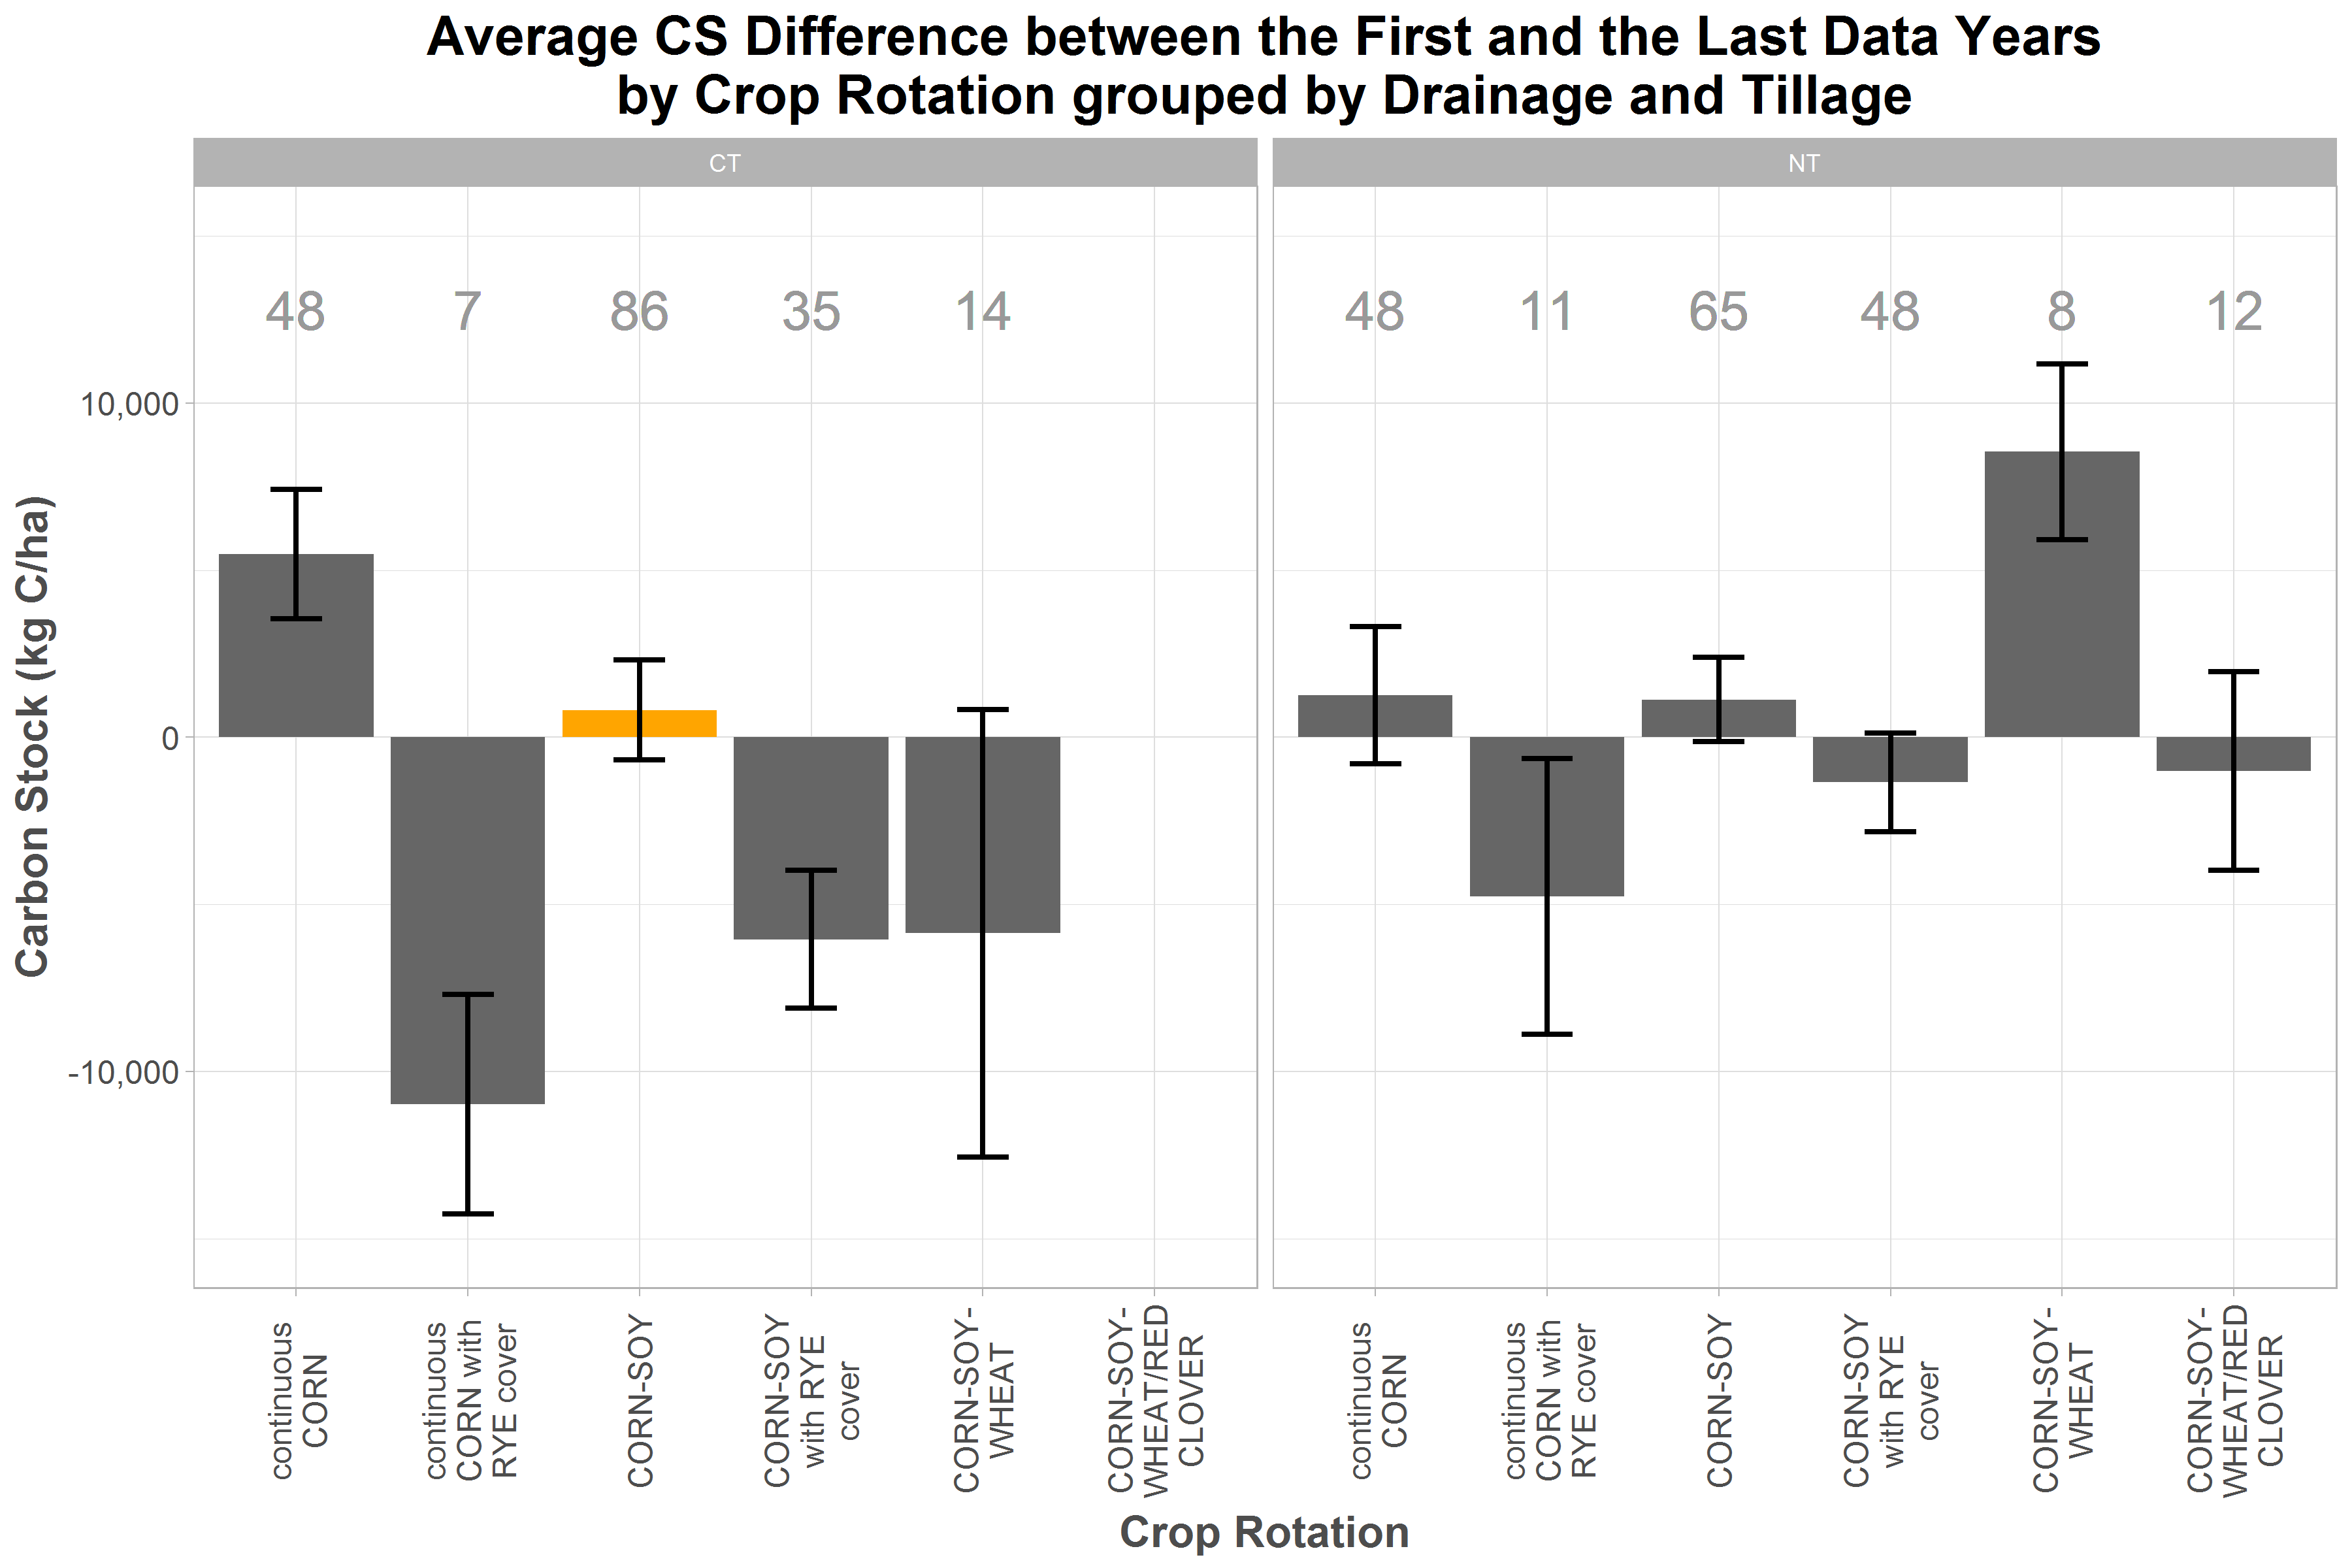 Average CS Difference between the First and the Last Data Years
by Crop Rotation grouped by Drainage and Tillage
CT
NT
48
7
86
35
14
48
11
65
48
8
12
10,000
0
-10,000
Carbon Stock (kg C/ha)
continuous
CORN
continuous
CORN with
RYE cover
CORN-SOY
CORN-SOY
with RYE
cover
CORN-SOY-
WHEAT
CORN-SOY-
WHEAT/RED
CLOVER
continuous
CORN
continuous
CORN with
RYE cover
CORN-SOY
CORN-SOY
with RYE
cover
CORN-SOY-
WHEAT
CORN-SOY-
WHEAT/RED
CLOVER
Crop Rotation